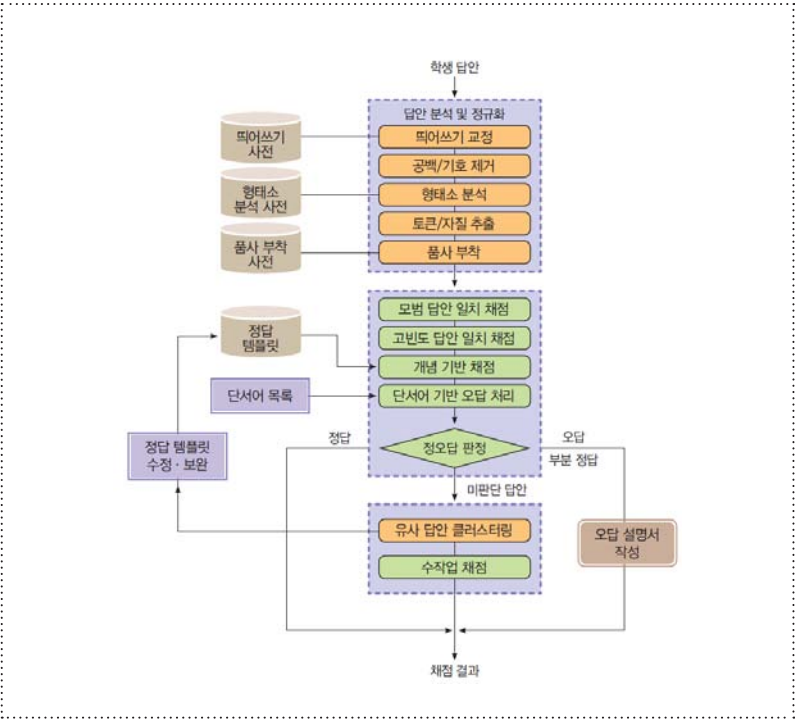 학생 답안
답안 분석 및 정규화
띄어쓰기
사전
띄어쓰기 교정
공백/기호 제거
형태소
분석 사전
형태소 분석
토큰/자질 추출
품사 부착
사전
품사 부착
모범 답안 일치 채점
정답
템플릿
고빈도 답안 일치 채점
개념 기반 채점
단서어 목록
단서어 기반 오답 처리
정답 템플릿
수정·보완
정답
정오답 판정
오답
부분 정답
미판단 답안
유사 답안 클러스터링
오답 설명서
작성
수작업 채점
채점 결과